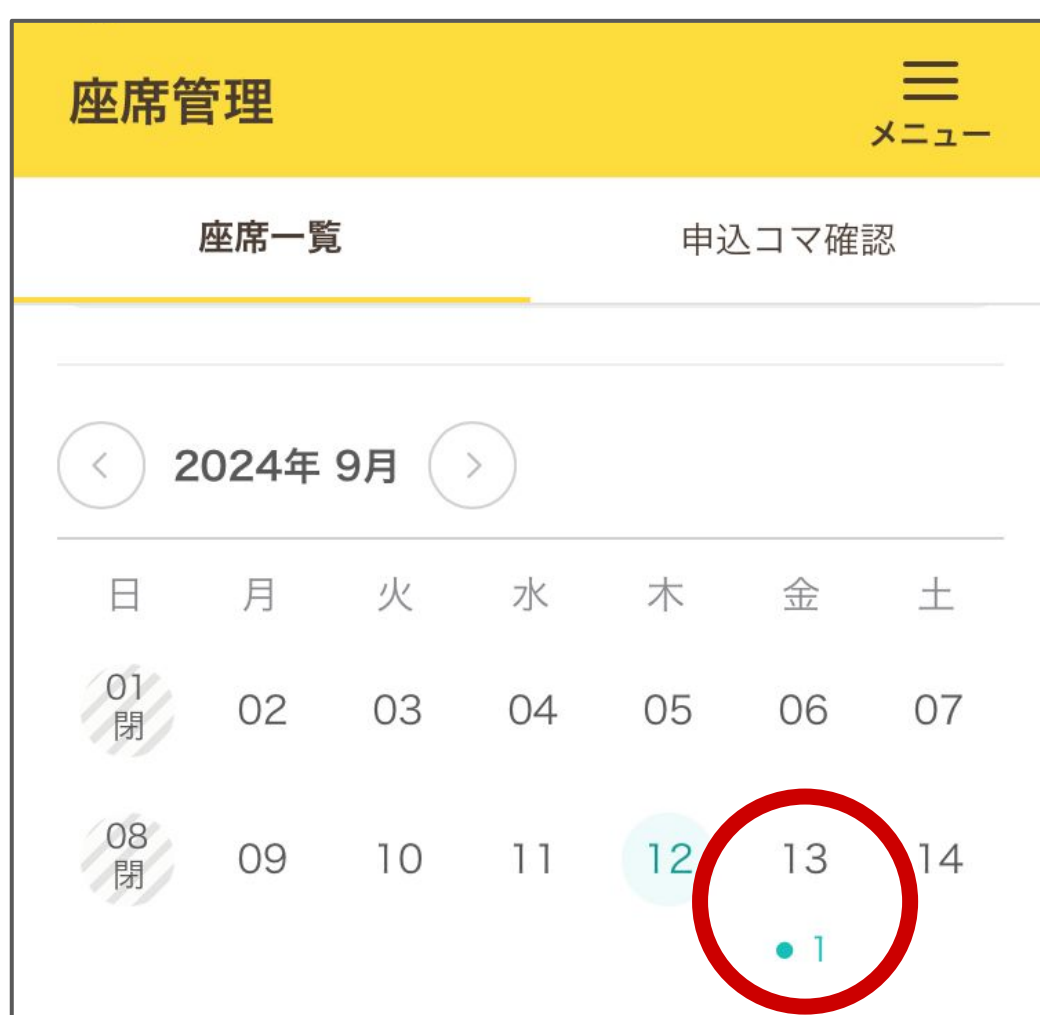 座席管理
メニュー
座席一覧 申込コマ確認
2024年 9月
日 月 火 水 木 金 土
01 02 03 04 05 06 07
閉
08 09 10 11 12 13 14
閉
1